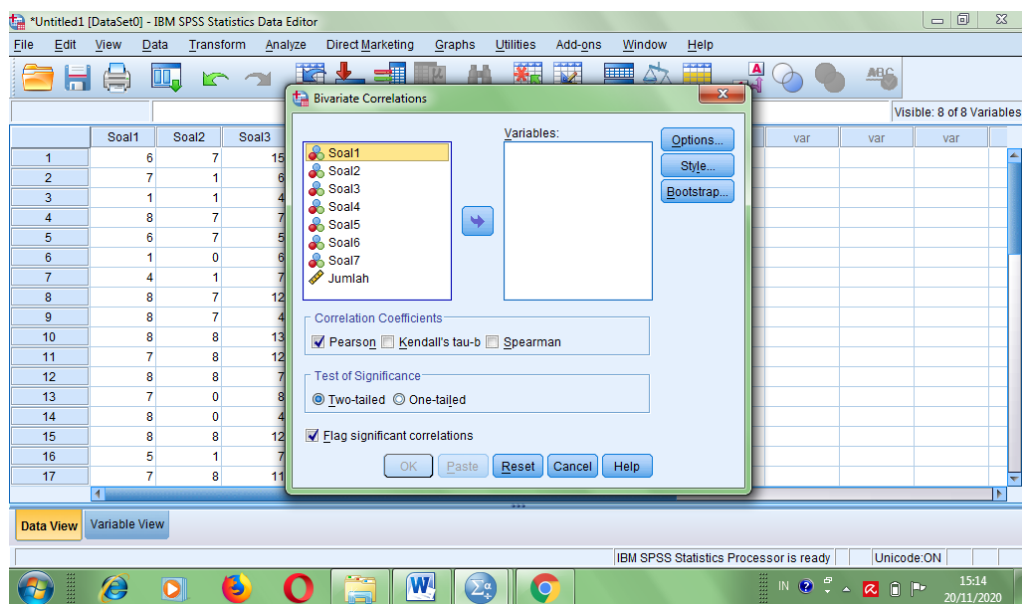 *Untitled1 [DataSet0] - IBM SPSS Statistics Data Editor
File Edit View Data Transform Analyze Direct Marketing Graphs Utilities Add-ons Window Help
Visible: 8 of 8 Variables
Bivariate Correlations
Soal1 Soal2 Soal3 var var var
1 6 7 15
2 7 1 6
3 1 1 4
4 8 7 7
5 6 7 5
6 1 0 6
7 4 1 7
8 8 7 12
9 8 7 4
10 8 8 13
11 7 8 12
12 8 8 7
13 7 0 8
14 8 0 4
15 8 8 12
16 5 1 7
17 7 8 11
Variables:
Soal1
Soal2
Soal3
Soal4
Soal5
Soal6
Soal7
Jumlah
Options...
Style...
Bootstrap...
Correlation Coefficients
Pearson Kendall's tau-b Spearman
Test of Significance
Two-tailed One-tailed
Flag significant correlations
OK Paste Reset Cancel Help
Data View Variable View
IBM SPSS Statistics Processor is ready Unicode:ON
IN 15:14
20/11/2020